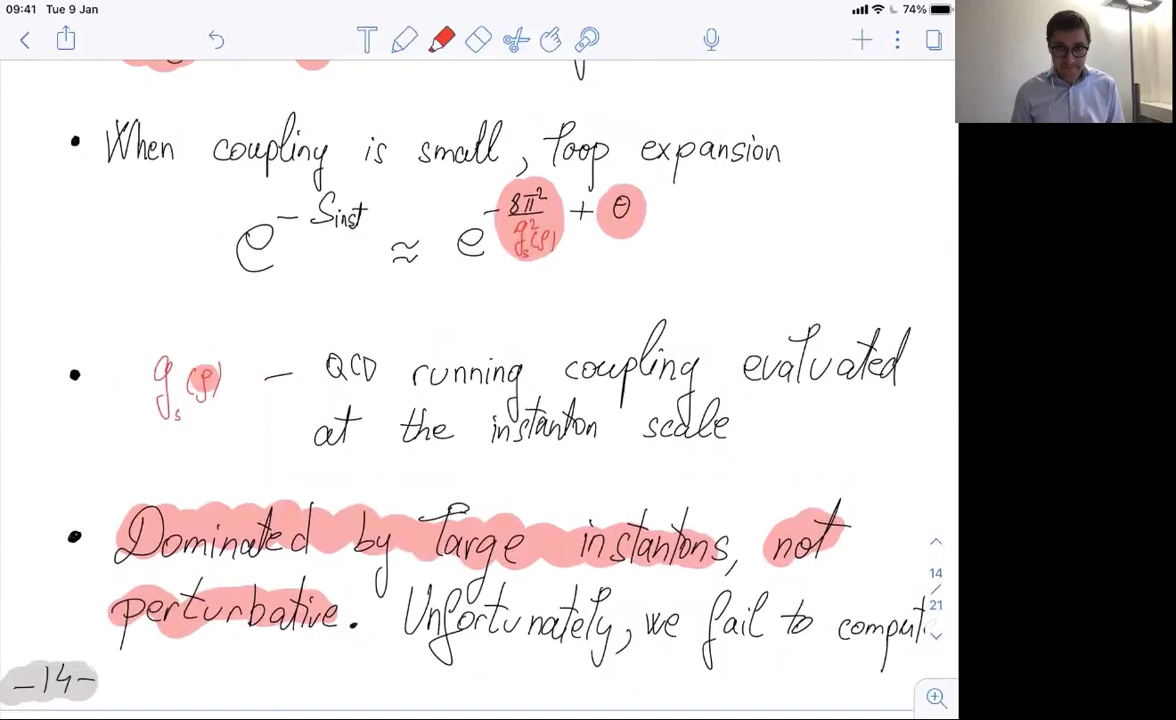 09:41 Tue 9 Jan 74%
• When coupling is small, loop expansion
e^{- Sinst} ≈ e^{- 8π²/g_s²(ρ) + θ}
• g_s(ρ) — QCD running coupling evaluated
at the instanton scale
• Dominated by large instantons, not
perturbative. Unfortunately, we fail to comput
14
/
21
-14-